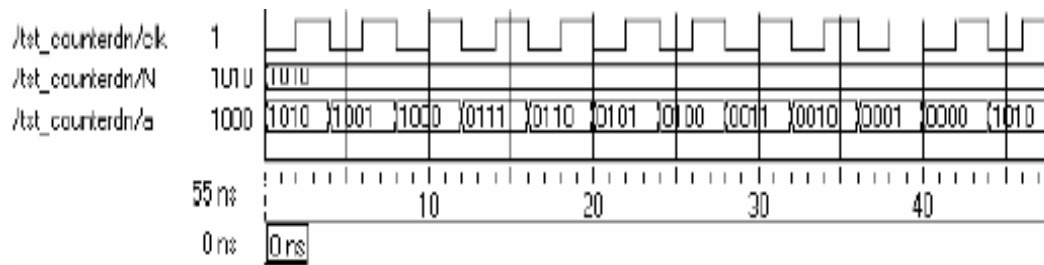 /tst_counterdn/clk 1
/tst_counterdn/N 1010 1010
/tst_counterdn/a 1000 1010 1001 1000 0111 0110 0101 0100 0011 0010 0001 0000 1010
55 ns 10 20 30 40
0 ns 0 ns